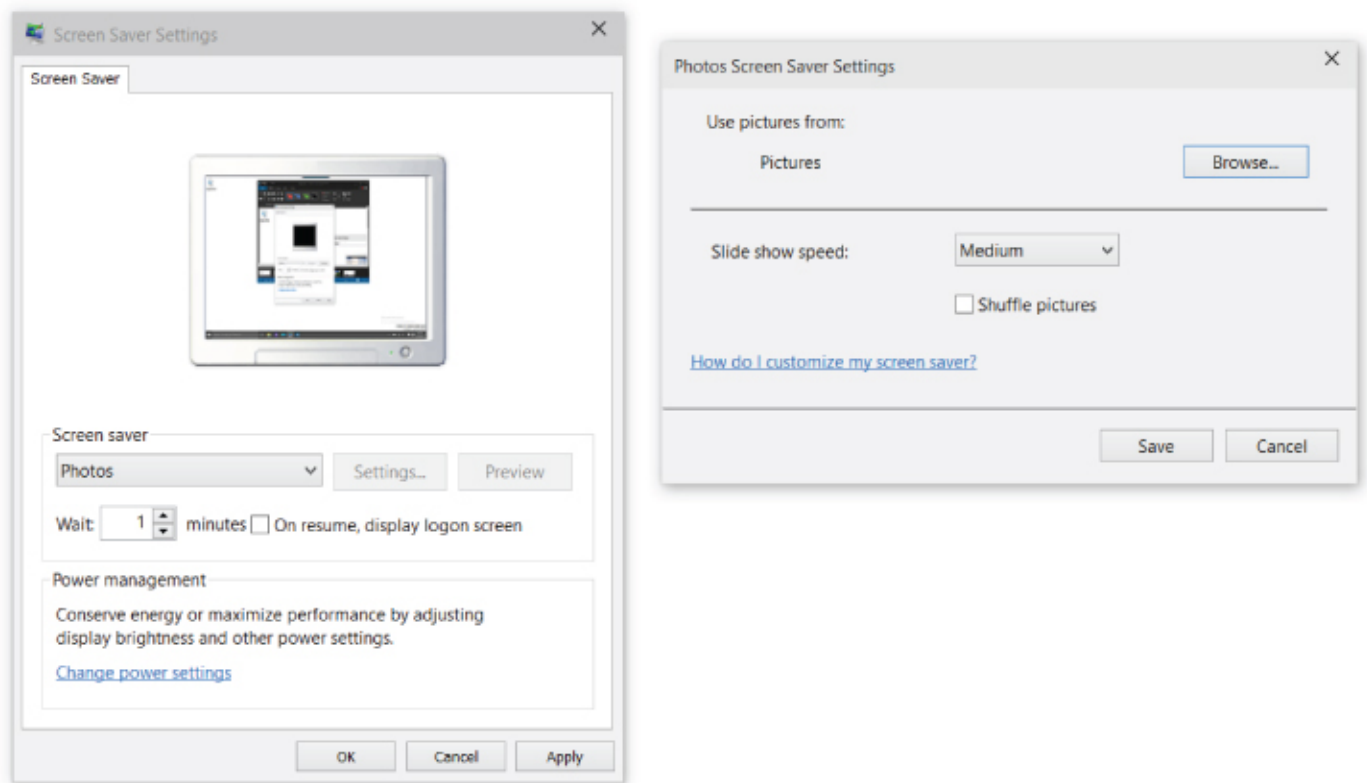 Screen Saver Settings
Screen Saver
Screen saver
Photos
Settings...
Preview
Wait:
1
minutes
On resume, display logon screen
Power management
Conserve energy or maximize performance by adjusting
display brightness and other power settings.
Change power settings
OK
Cancel
Apply
Photos Screen Saver Settings
Use pictures from:
Pictures
Browse...
Slide show speed:
Medium
Shuffle pictures
How do I customize my screen saver?
Save
Cancel